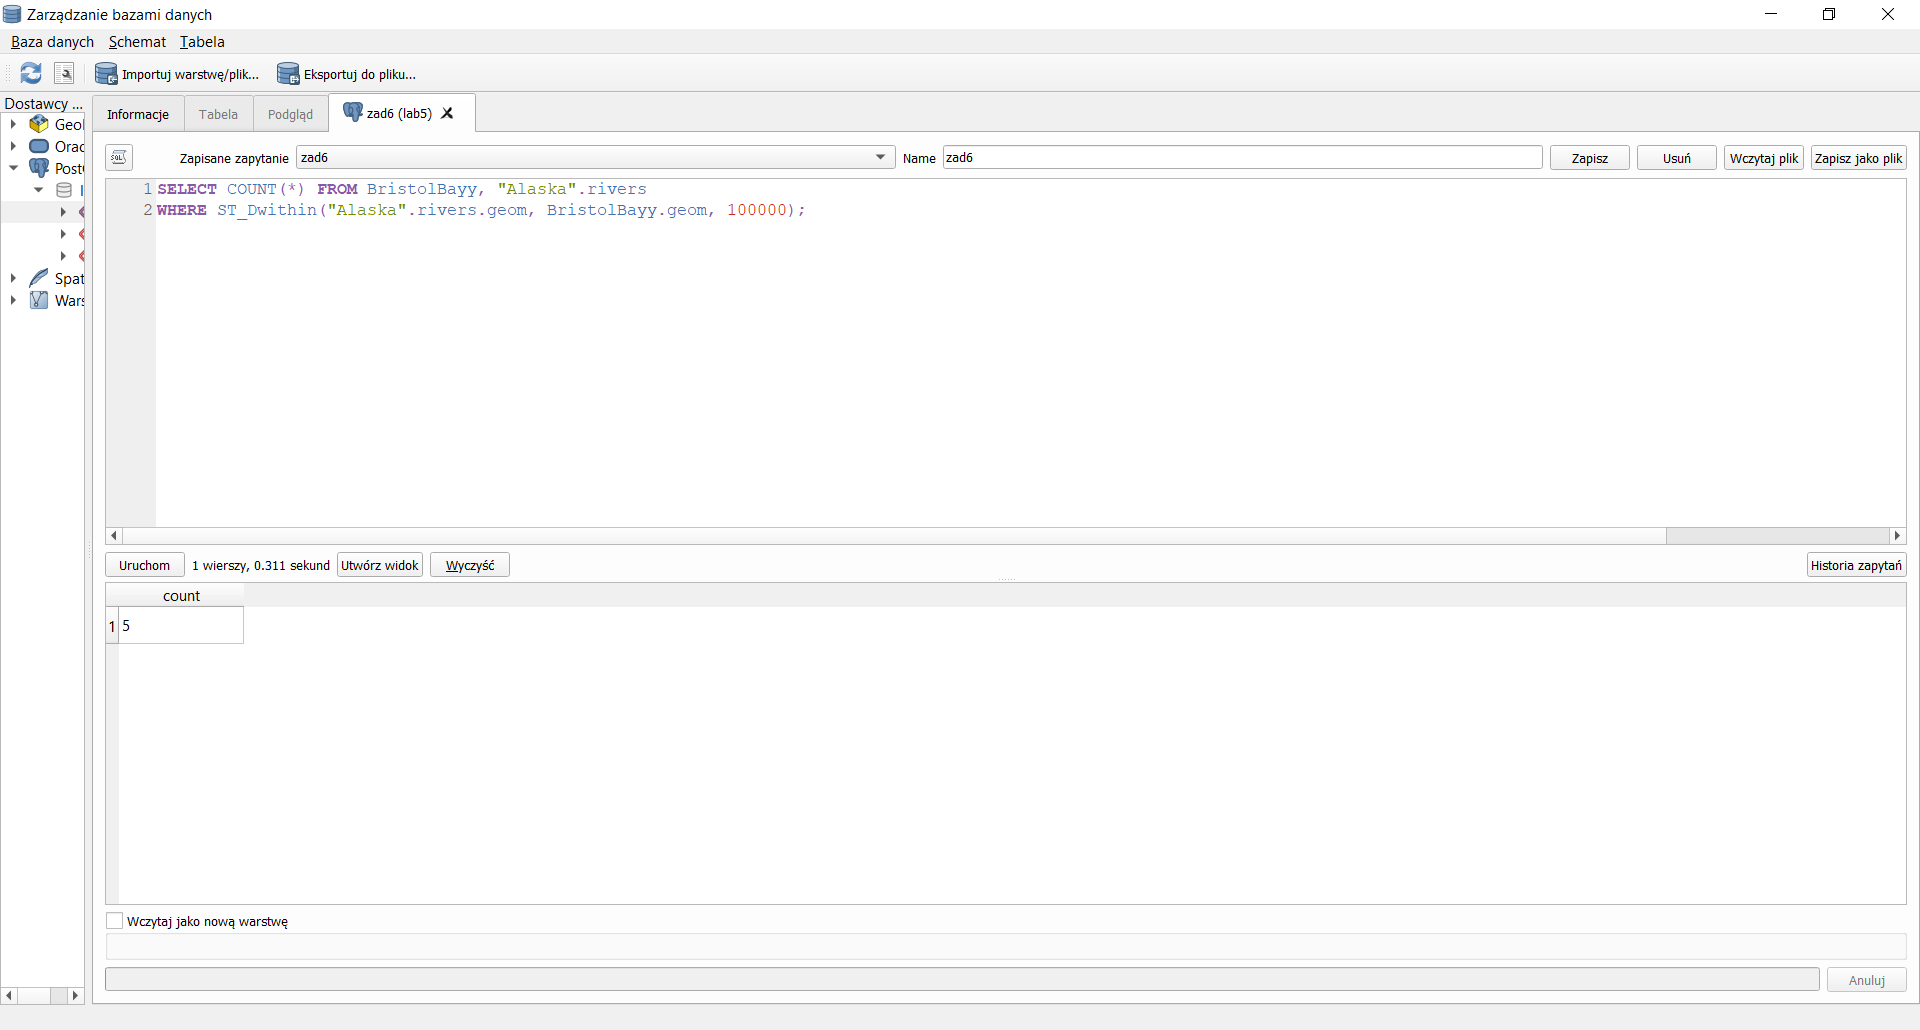 Zarządzanie bazami danych
Baza danych Schemat Tabela
Importuj warstwę/plik... Eksportuj do pliku...
Dostawcy ...
Informacje Tabela Podgląd zad6 (lab5)
Geol
Orac
Post
Spat
Wars
SQL Zapisane zapytanie zad6 Name zad6 Zapisz Usuń Wczytaj plik Zapisz jako plik
1 SELECT COUNT(*) FROM BristolBayy, "Alaska".rivers
2 WHERE ST_Dwithin("Alaska".rivers.geom, BristolBayy.geom, 100000);
Uruchom 1 wierszy, 0.311 sekund Utwórz widok Wyczyść Historia zapytań
count
1 5
Wczytaj jako nową warstwę
Anuluj